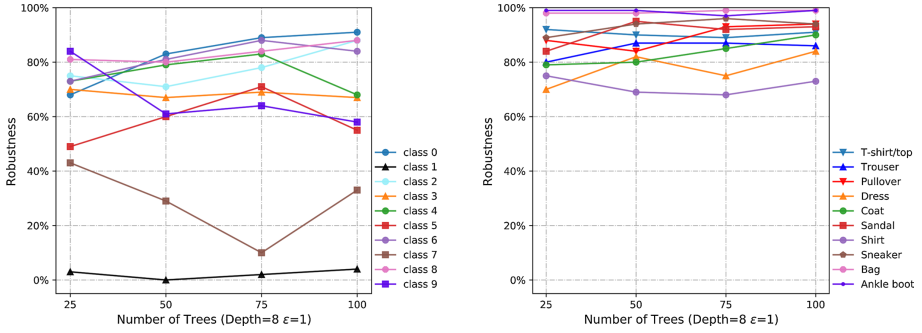 100%
80%
60%
40%
20%
0%
Robustness
25
50
75
100
Number of Trees (Depth=8 ε=1)
class 0
class 1
class 2
class 3
class 4
class 5
class 6
class 7
class 8
class 9
100%
80%
60%
40%
20%
0%
Robustness
25
50
75
100
Number of Trees (Depth=8 ε=1)
T-shirt/top
Trouser
Pullover
Dress
Coat
Sandal
Shirt
Sneaker
Bag
Ankle boot